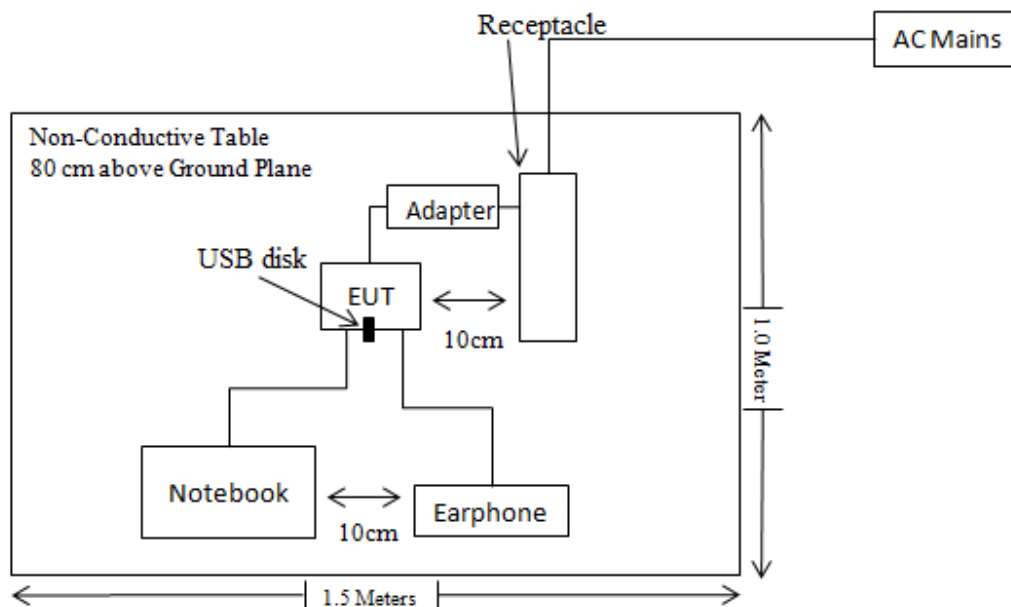 Receptacle
AC Mains
Non-Conductive Table
80 cm above Ground Plane
Adapter
USB disk
EUT
10cm
1.0 Meter
Notebook
10cm
Earphone
1.5 Meters